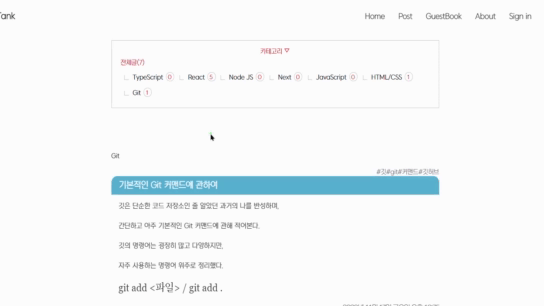 Tank
Home Post GuestBook About Sign in
카테고리 ▽
전체글(7)
TypeScript 0 React 5 Node JS 0 Next 0 JavaScript 0 HTML/CSS 1
Git 1
Git
#깃#git#커맨드#깃허브
기본적인 Git 커맨드에 관하여
깃은 단순한 코드 저장소인 줄 알았던 과거의 나를 반성하며,
간단하고 아주 기본적인 Git 커맨드에 관해 적어본다.
깃의 명령어는 굉장히 많고 다양하지만,
자주 사용하는 명령어 위주로 정리했다.
git add <파일> / git add .